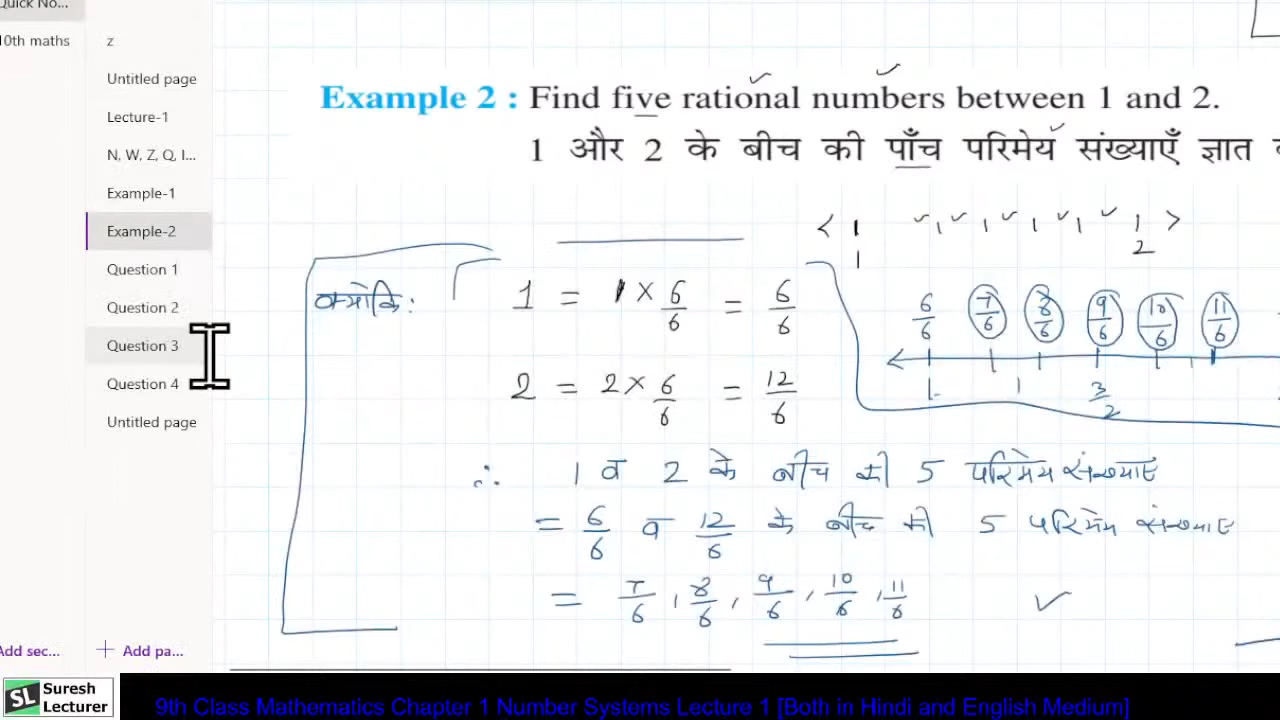 Quick No...
10th maths
z
Untitled page
Lecture-1
N, W, Z, Q, I...
Example-1
Example-2
Question 1
Question 2
Question 3
Question 4
Untitled page
Add sec...
+ Add pa...
Example 2 : Find five rational numbers between 1 and 2.
1 और 2 के बीच की पाँच परिमेय संख्याएँ ज्ञात
< 1 2 >
1
क्योंकि:
1 = 1 × 6/6 = 6/6
2 = 2 × 6/6 = 12/6
6/6 7/6 8/6 9/6 10/6 11/6
1 3/2
∴ 1 व 2 के बीच की 5 परिमेय संख्याएं
= 6/6 व 12/6 के बीच की 5 परिमेय संख्याएं
= 7/6, 8/6, 9/6, 10/6, 11/6
SL Suresh Lecturer
9th Class Mathematics Chapter 1 Number Systems Lecture 1 [Both in Hindi and English Medium]